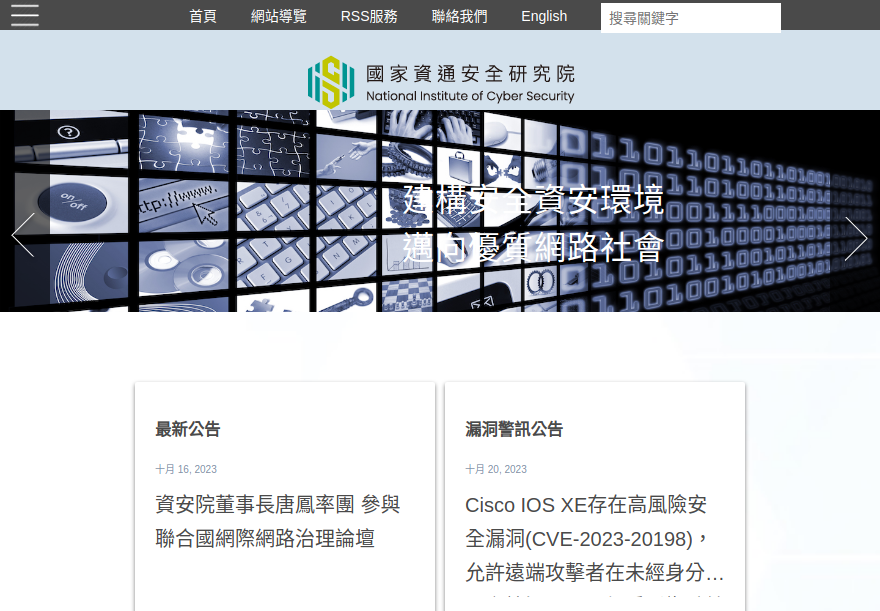 首頁 網站導覽 RSS服務 聯絡我們 English 搜尋關鍵字
國家資通安全研究院
National Institute of Cyber Security
建構安全資安環境
邁向優質網路社會
on/off
http://www.
最新公告
十月 16, 2023
資安院董事長唐鳳率團 參與
聯合國網際網路治理論壇
漏洞警訊公告
十月 20, 2023
Cisco IOS XE存在高風險安
全漏洞(CVE-2023-20198)，
允許遠端攻擊者在未經身分…